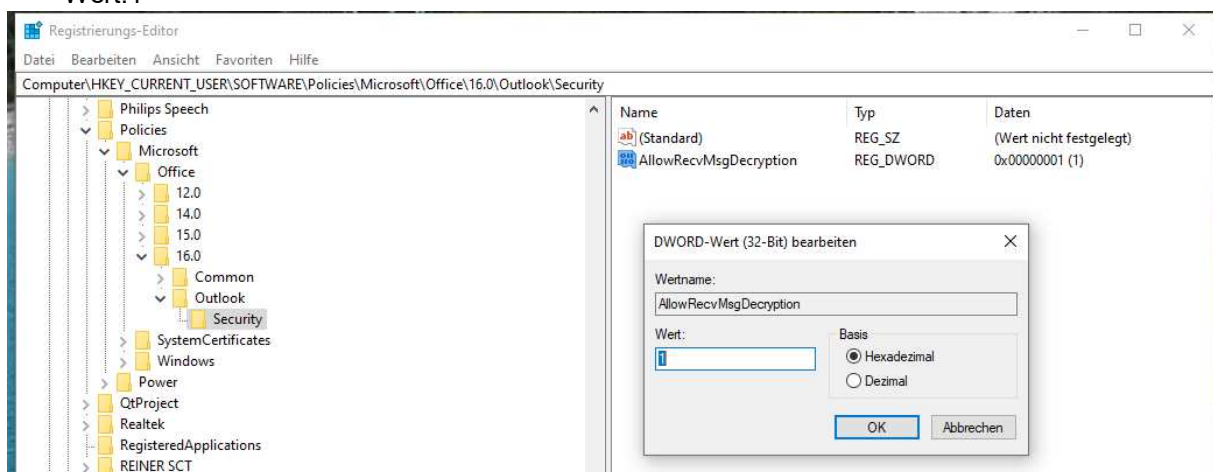 Wert: 1
Registrierungs-Editor
Datei Bearbeiten Ansicht Favoriten Hilfe
Computer\HKEY_CURRENT_USER\SOFTWARE\Policies\Microsoft\Office\16.0\Outlook\Security
Philips Speech
Policies
Microsoft
Office
12.0
14.0
15.0
16.0
Common
Outlook
Security
SystemCertificates
Windows
Power
QtProject
Realtek
RegisteredApplications
REINER SCT
Name Typ Daten
(Standard) REG_SZ (Wert nicht festgelegt)
AllowRecvMsgDecryption REG_DWORD 0x00000001 (1)
DWORD-Wert (32-Bit) bearbeiten
Wertname:
AllowRecvMsgDecryption
Wert: Basis
1 Hexadezimal
Dezimal
OK Abbrechen